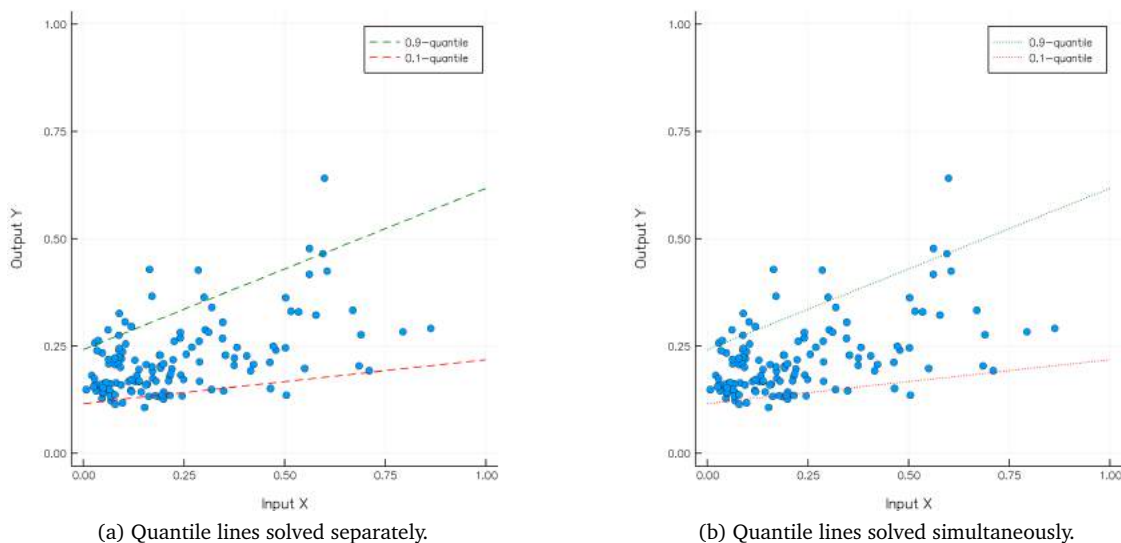 1.00
0.75
0.50
0.25
0.00
Output Y
0.9-quantile
0.1-quantile
0.00 0.25 0.50 0.75 1.00
Input X
(a) Quantile lines solved separately.
1.00
0.75
0.50
0.25
0.00
Output Y
0.9-quantile
0.1-quantile
0.00 0.25 0.50 0.75 1.00
Input X
(b) Quantile lines solved simultaneously.